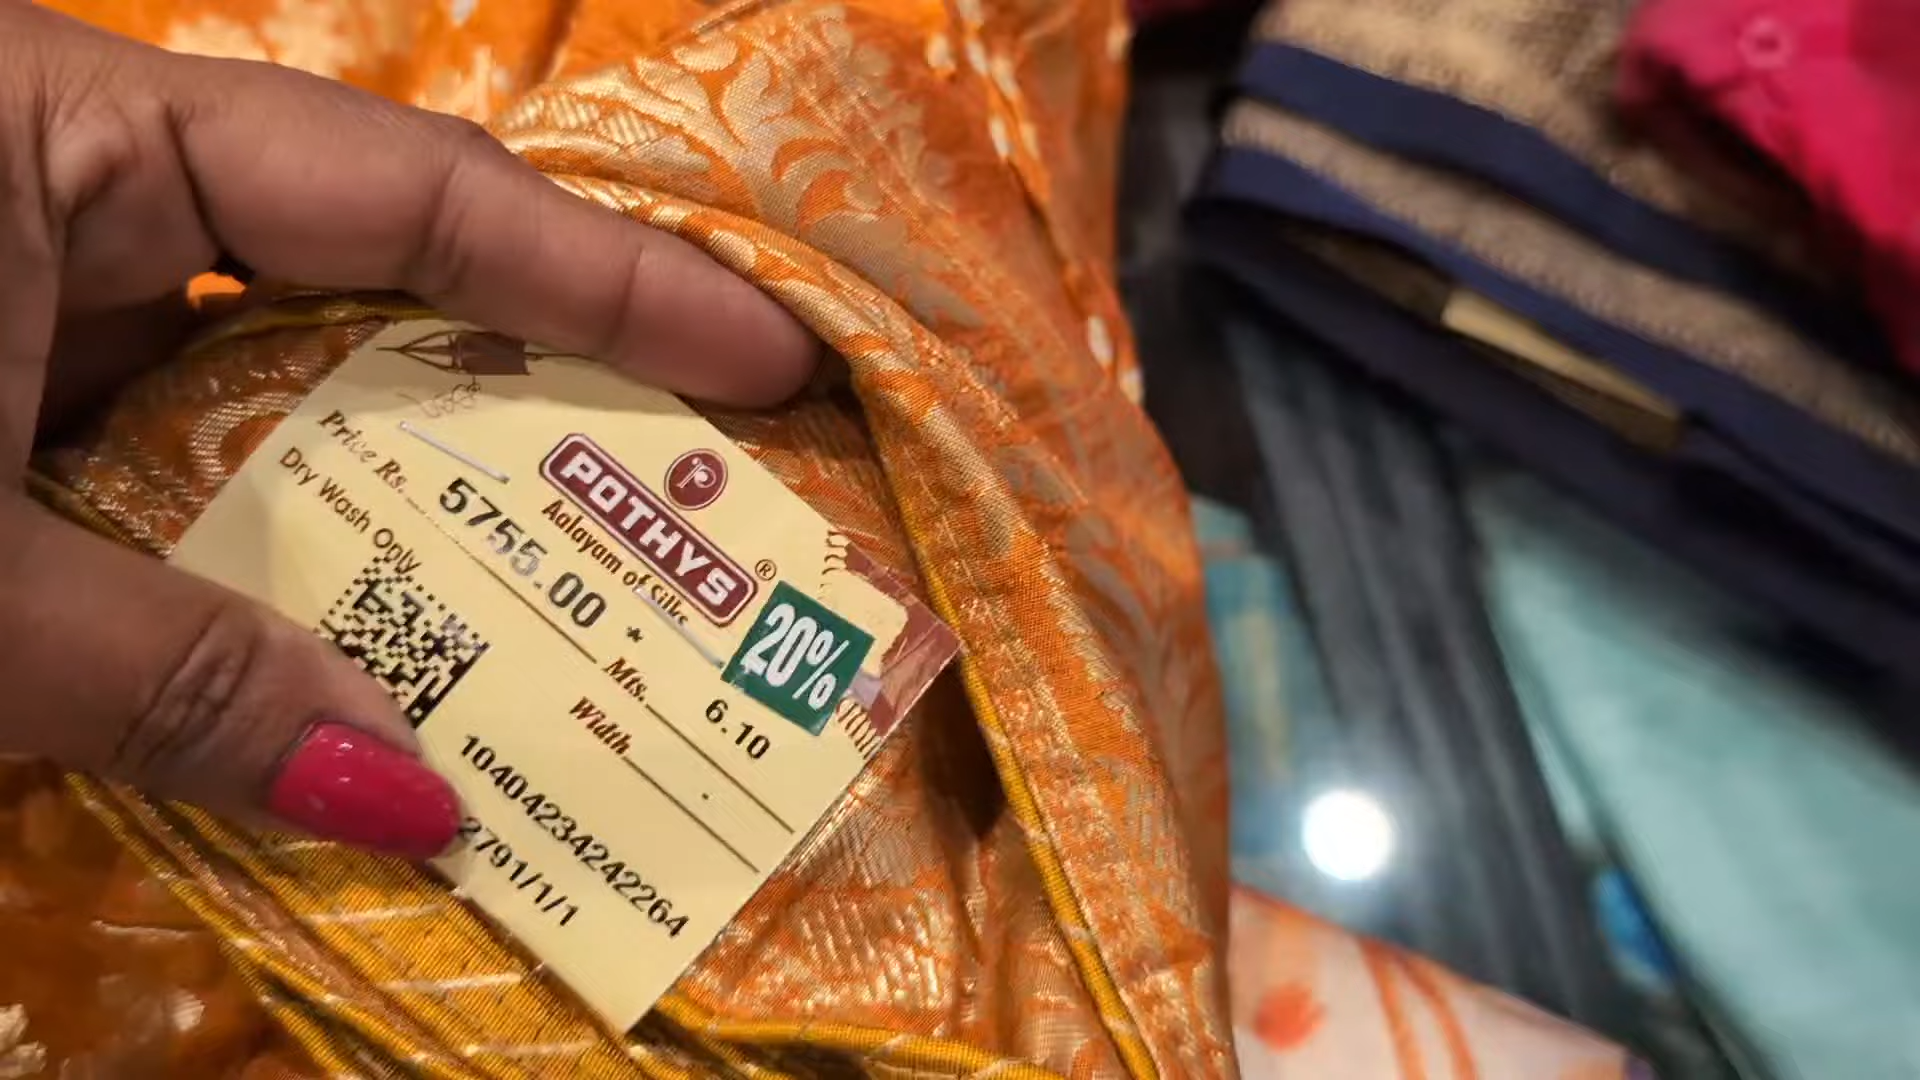 POTHYS®
Aalayam of Silks
20%
Price Rs. 5755.00 *
Dry Wash Only
Mts. 6.10
Width .
10404234242264
2791/1/1